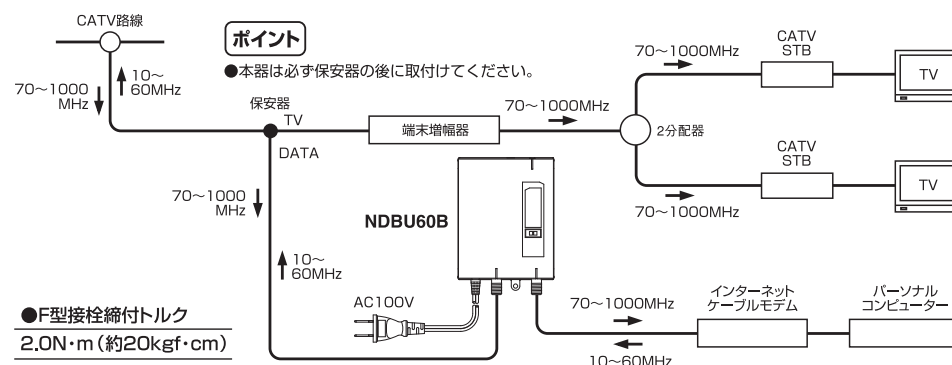 CATV路線
70～1000
MHz
10～
60MHz
ポイント
●本器は必ず保安器の後に取付けてください。
保安器
TV
DATA
端末増幅器
70～1000MHz
2分配器
70～1000MHz
CATV
STB
TV
CATV
STB
TV
70～1000MHz
70～1000
MHz
10～
60MHz
NDBU60B
AC100V
70～1000MHz
10～60MHz
インターネット
ケーブルモデム
パーソナル
コンピューター
●F型接栓締付トルク
2.0N・m（約20kgf・cm）